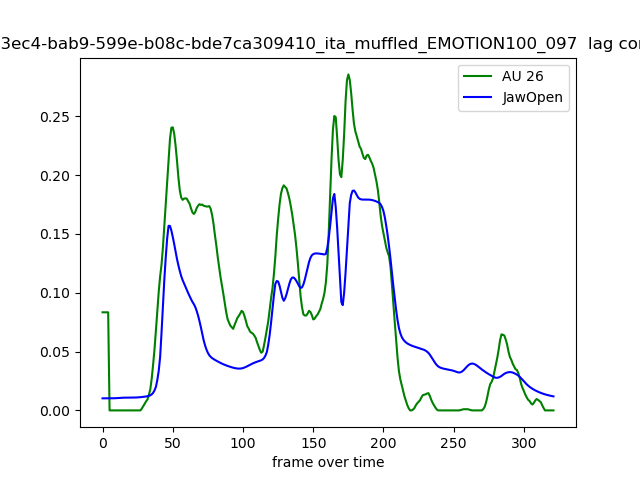 3ec4-bab9-599e-b08c-bde7ca309410_ita_muffled_EMOTION100_097 lag
AU 26
JawOpen
0.25
0.20
0.15
0.10
0.05
0.00
0 50 100 150 200 250 300
frame over time